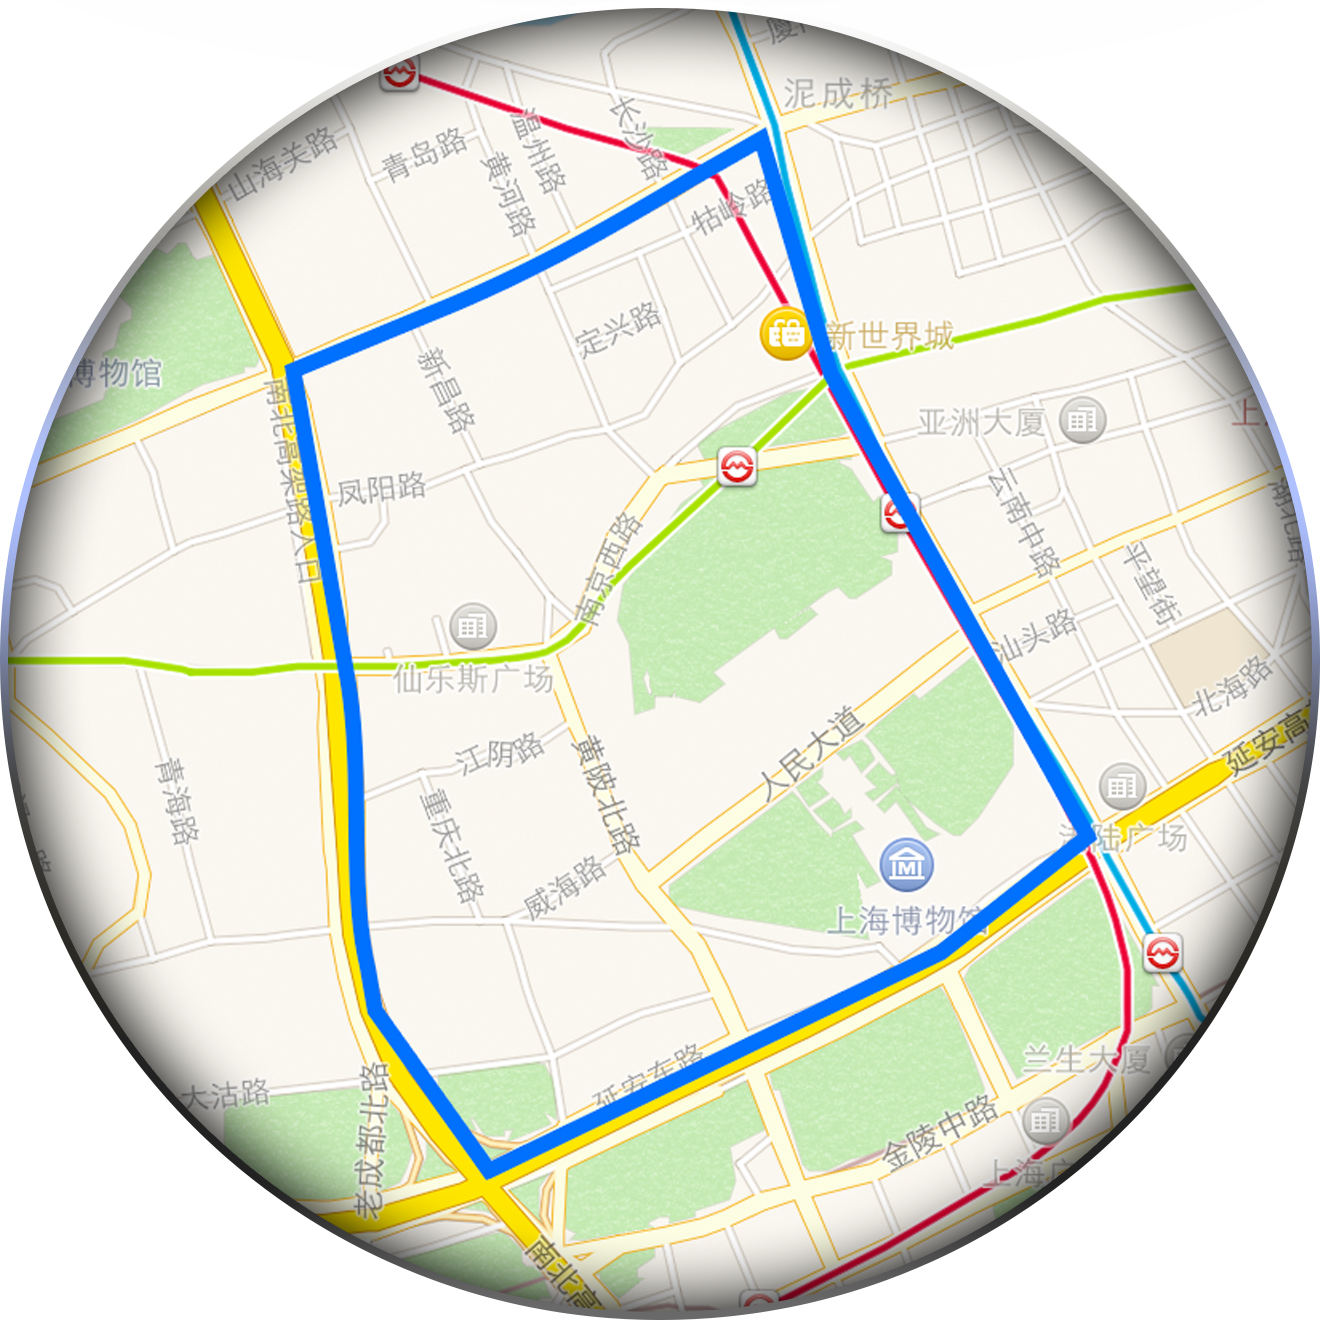 泥成桥
长沙路
温州路
山海关路
青岛路
黄河路
牯岭路
定兴路
新世界城
博物馆
新昌路
南北高架路入口
亚洲大厦
上
凤阳路
云南中路
湖北路
南京西路
平望街
汕头路
仙乐斯广场
北海路
人民大道
江阴路
黄陂北路
延安高
青海路
重庆北路
陆广场
威海路
上海博物馆
延安东路
兰生大厦
大沽路
老成都北路
金陵中路
上海广
南北高